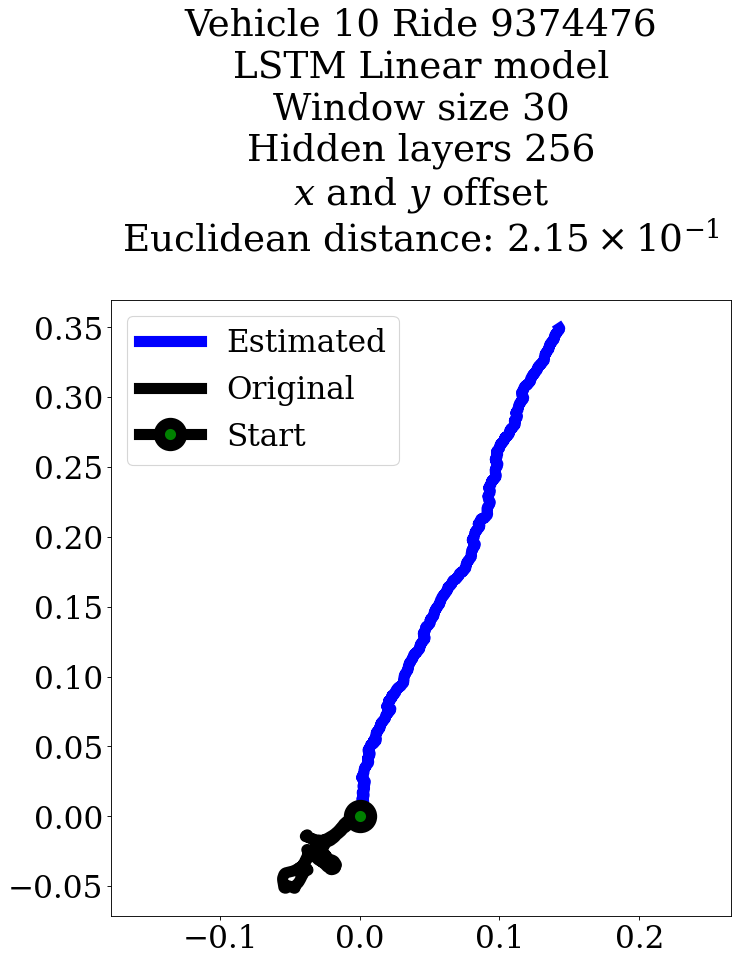 Vehicle 10 Ride 9374476
LSTM Linear model
Window size 30
Hidden layers 256
x and y offset
Euclidean distance: 2.15 × 10⁻¹
Estimated
Original
Start
0.35
0.30
0.25
0.20
0.15
0.10
0.05
0.00
−0.05
−0.1 0.0 0.1 0.2